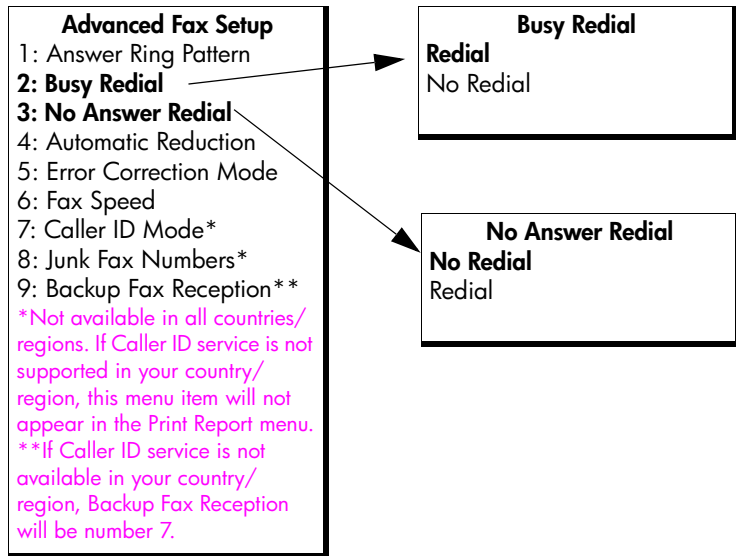 Advanced Fax Setup
1: Answer Ring Pattern
2: Busy Redial
3: No Answer Redial
4: Automatic Reduction
5: Error Correction Mode
6: Fax Speed
7: Caller ID Mode*
8: Junk Fax Numbers*
9: Backup Fax Reception**
*Not available in all countries/
regions. If Caller ID service is not
supported in your country/
region, this menu item will not
appear in the Print Report menu.
**If Caller ID service is not
available in your country/
region, Backup Fax Reception
will be number 7.
Busy Redial
Redial
No Redial
No Answer Redial
No Redial
Redial